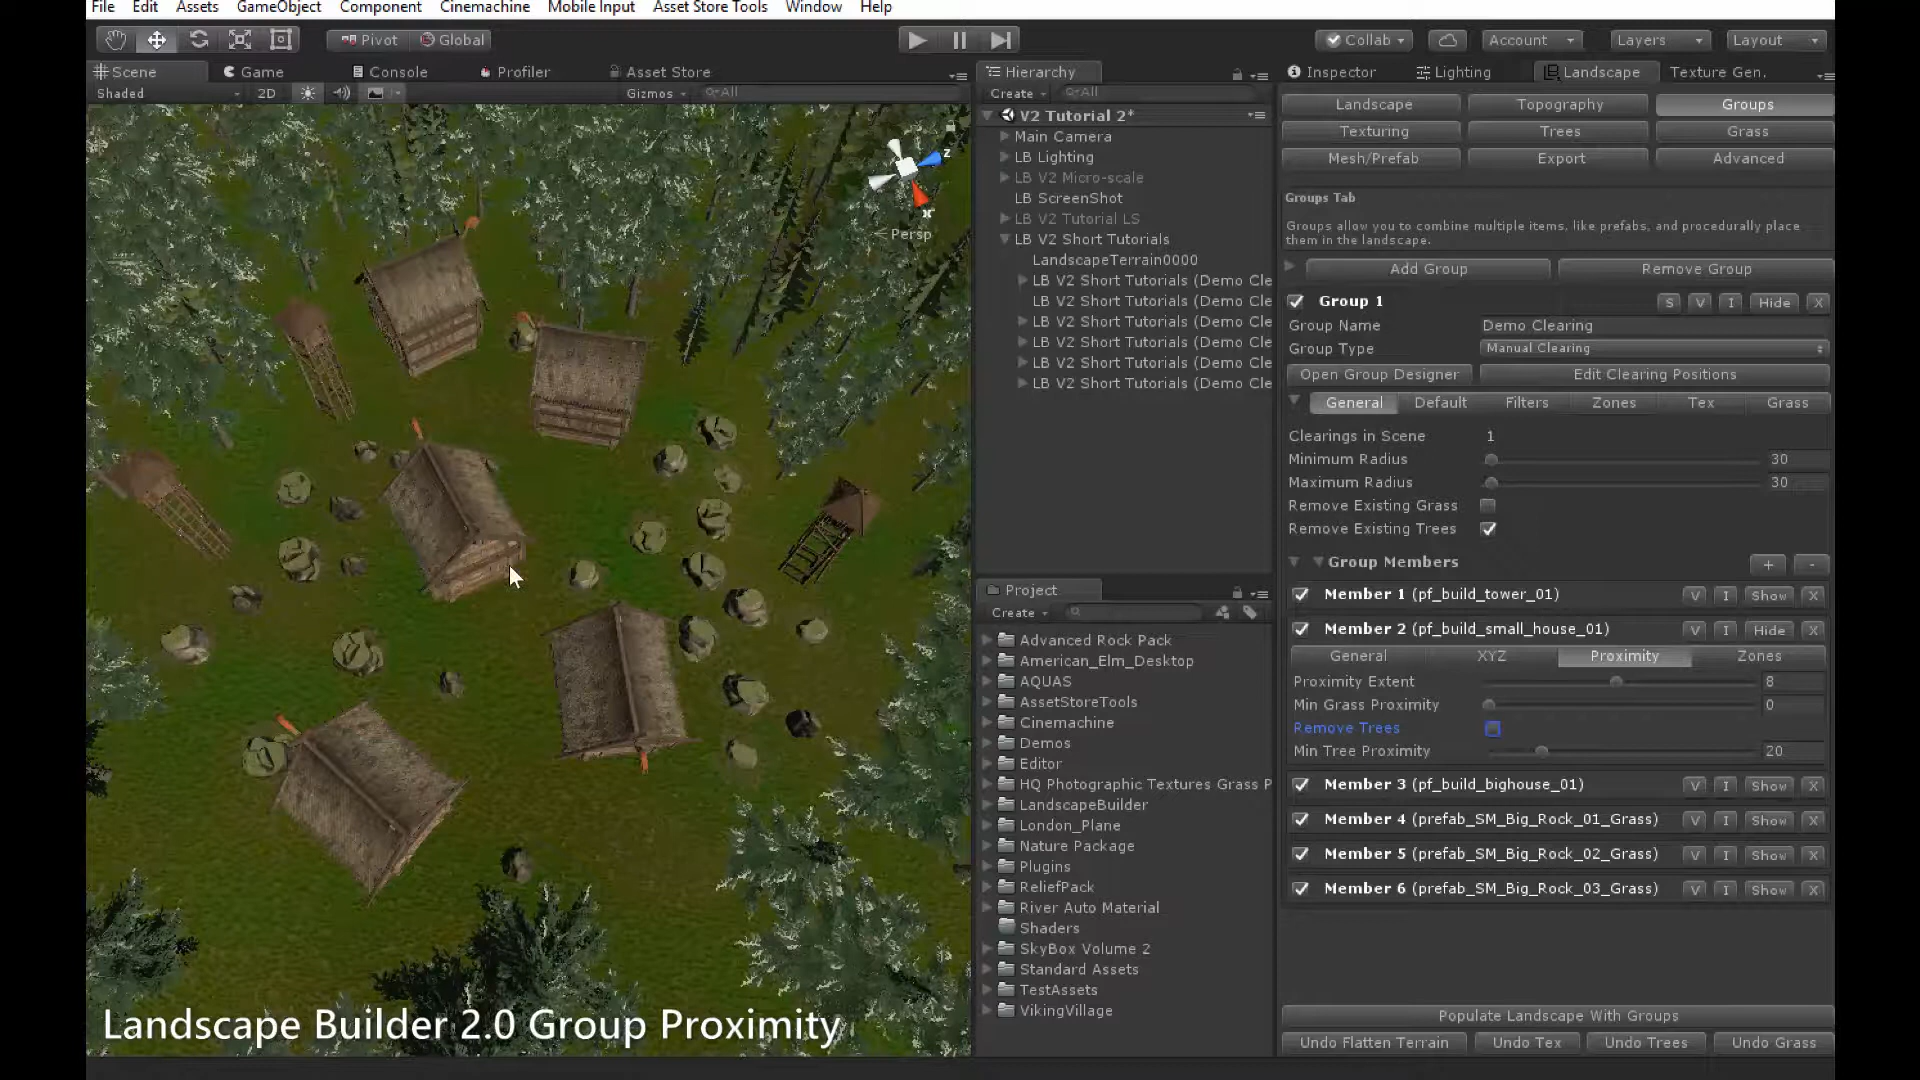 File Edit Assets GameObject Component Cinemachine Mobile Input Asset Store Tools Window Help
Pivot Global Collab Account Layers Layout
Scene Game Console Profiler Asset Store
Shaded 2D Gizmos All
z
x
Persp
Landscape Builder 2.0 Group Proximity
Hierarchy
Create All
V2 Tutorial 2*
Main Camera
LB Lighting
LB V2 Micro-scale
LB ScreenShot
LB V2 Tutorial LS
LB V2 Short Tutorials
LandscapeTerrain0000
LB V2 Short Tutorials (Demo Cle
LB V2 Short Tutorials (Demo Cle
LB V2 Short Tutorials (Demo Cle
LB V2 Short Tutorials (Demo Cle
LB V2 Short Tutorials (Demo Cle
LB V2 Short Tutorials (Demo Cle
Project
Create
Advanced Rock Pack
American_Elm_Desktop
AQUAS
AssetStoreTools
Cinemachine
Demos
Editor
HQ Photographic Textures Grass P
LandscapeBuilder
London_Plane
Nature Package
Plugins
ReliefPack
River Auto Material
Shaders
SkyBox Volume 2
Standard Assets
TestAssets
VikingVillage
Inspector Lighting Landscape Texture Gen.
Landscape Topography Groups
Texturing Trees Grass
Mesh/Prefab Export Advanced
Groups Tab
Groups allow you to combine multiple items, like prefabs, and procedurally place
them in the landscape.
Add Group Remove Group
Group 1 S V I Hide X
Group Name Demo Clearing
Group Type Manual Clearing
Open Group Designer Edit Clearing Positions
General Default Filters Zones Tex Grass
Clearings in Scene 1
Minimum Radius 30
Maximum Radius 30
Remove Existing Grass
Remove Existing Trees
Group Members + -
Member 1 (pf_build_tower_01) V I Show X
Member 2 (pf_build_small_house_01) V I Hide X
General XYZ Proximity Zones
Proximity Extent 8
Min Grass Proximity 0
Remove Trees
Min Tree Proximity 20
Member 3 (pf_build_bighouse_01) V I Show X
Member 4 (prefab_SM_Big_Rock_01_Grass) V I Show X
Member 5 (prefab_SM_Big_Rock_02_Grass) V I Show X
Member 6 (prefab_SM_Big_Rock_03_Grass) V I Show X
Populate Landscape With Groups
Undo Flatten Terrain Undo Tex Undo Trees Undo Grass